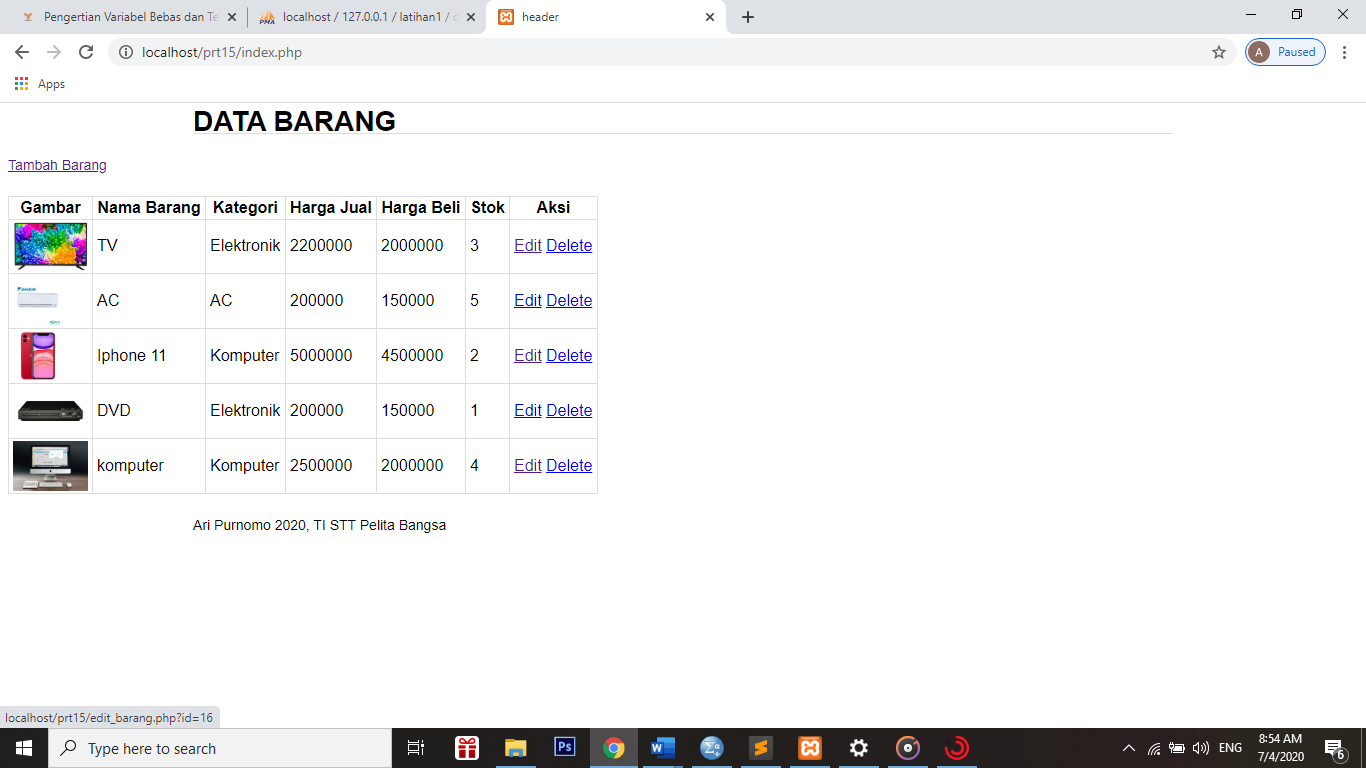 Pengertian Variabel Bebas dan Te
localhost / 127.0.0.1 / latihan1 / c
header
localhost/prt15/index.php
A Paused
Apps
DATA BARANG
Tambah Barang
Gambar Nama Barang Kategori Harga Jual Harga Beli Stok Aksi
TV Elektronik 2200000 2000000 3 Edit Delete
AC AC 200000 150000 5 Edit Delete
Iphone 11 Komputer 5000000 4500000 2 Edit Delete
DVD Elektronik 200000 150000 1 Edit Delete
komputer Komputer 2500000 2000000 4 Edit Delete
Ari Purnomo 2020, TI STT Pelita Bangsa
localhost/prt15/edit_barang.php?id=16
Type here to search
Ps
ENG
8:54 AM
7/4/2020
6